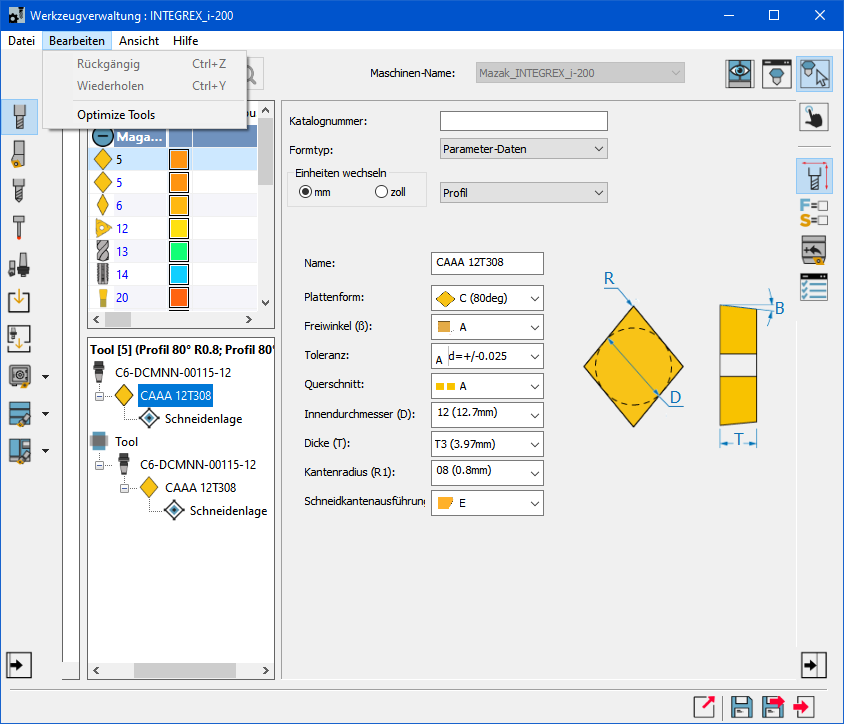 Werkzeugverwaltung : INTEGREX_i-200
Datei Bearbeiten Ansicht Hilfe
Rückgängig Ctrl+Z
Wiederholen Ctrl+Y
Optimize Tools
Maschinen-Name: Mazak_INTEGREX_i-200
Maga...
5
5
6
12
13
14
20
Tool [5] (Profil 80° R0.8; Profil 80°
C6-DCMNN-00115-12
CAAA 12T308
Schneidenlage
Tool
C6-DCMNN-00115-12
CAAA 12T308
Schneidenlage
Katalognummer:
Formtyp: Parameter-Daten
Einheiten wechseln
mm zoll Profil
Name: CAAA 12T308
Plattenform: C (80deg)
Freiwinkel (ß): A
Toleranz: A d=+/-0.025
Querschnitt: A
Innendurchmesser (D): 12 (12.7mm)
Dicke (T): T3 (3.97mm)
Kantenradius (R1): 08 (0.8mm)
Schneidkantenausführung E
R
D
B
T
F=
S=